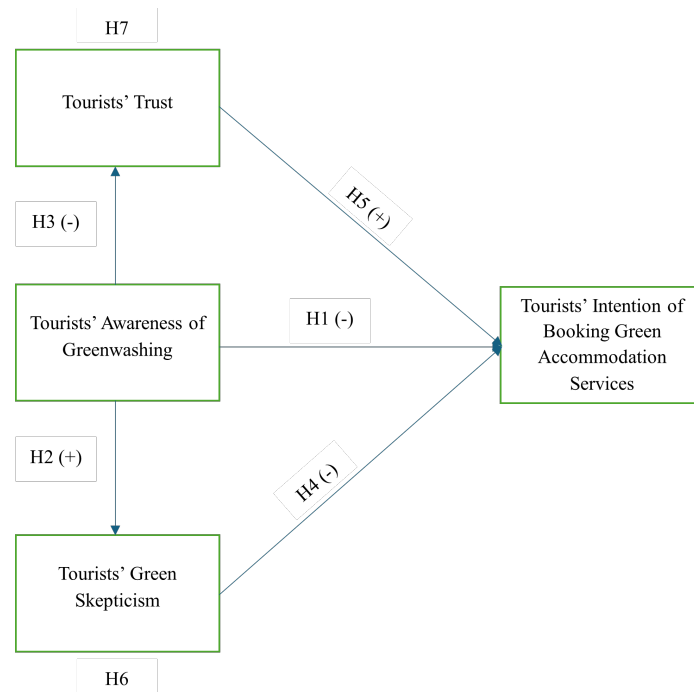 H7
Tourists’ Trust
H5 (+)
H3 (-)
Tourists’ Awareness of
Greenwashing
H1 (-)
Tourists’ Intention of
Booking Green
Accommodation
Services
H2 (+)
H4 (-)
Tourists’ Green
Skepticism
H6